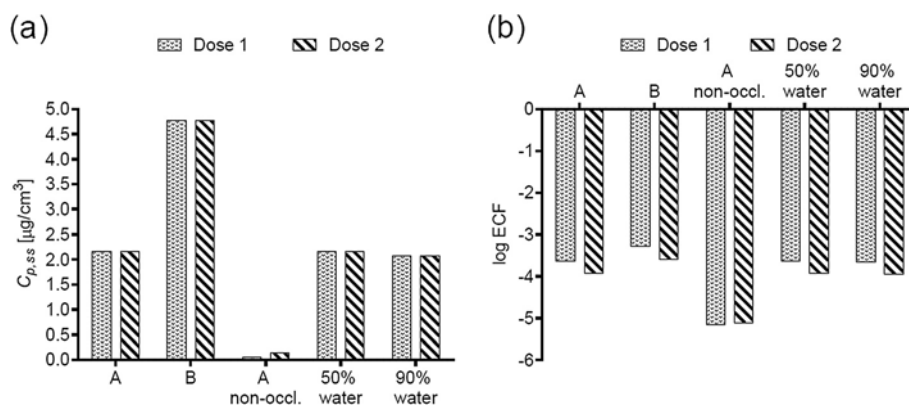 (a)
Dose 1 Dose 2
5.0
4.5
4.0
3.5
3.0
2.5
2.0
1.5
1.0
0.5
0.0
Cp,ss [µg/cm³]
A B A non-occl. 50% water 90% water
(b)
Dose 1 Dose 2
A B A non-occl. 50% water 90% water
0
-1
-2
-3
-4
-5
-6
log ECF